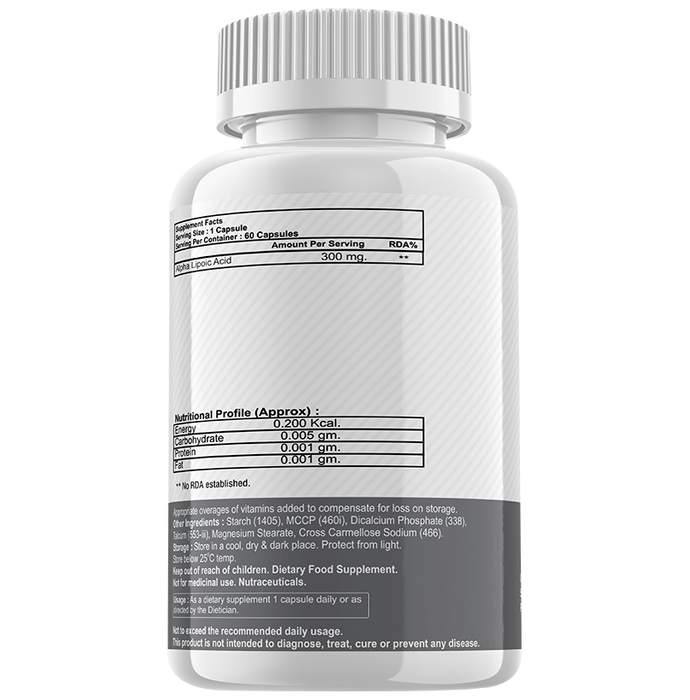 Supplement Facts
Serving Size : 1 Capsule
Serving Per Container : 60 Capsules
Amount Per Serving RDA%
Alpha Lipoic Acid 300 mg. **
Nutritional Profile (Approx) :
Energy 0.200 Kcal.
Carbohydrate 0.005 gm.
Protein 0.001 gm.
Fat 0.001 gm.
** No RDA established.
Appropriate overages of vitamins added to compensate for loss on storage.
Other Ingredients : Starch (1405), MCCP (460i), Dicalcium Phosphate (338),
Talcum (553-iii), Magnesium Stearate, Cross Carmellose Sodium (466).
Storage : Store in a cool, dry & dark place. Protect from light.
Store below 25°C temp.
Keep out of reach of children. Dietary Food Supplement.
Not for medicinal use. Nutraceuticals.
Usage : As a dietary supplement 1 capsule daily or as
directed by the Dietician.
Not to exceed the recommended daily usage.
This product is not intended to diagnose, treat, cure or prevent any disease.